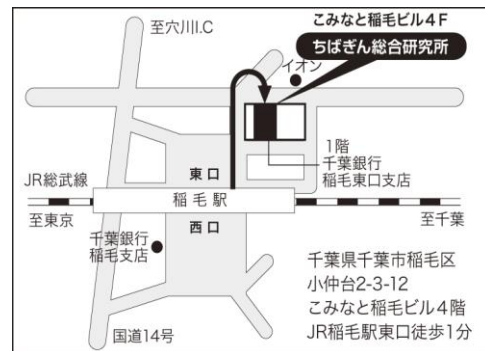 こみなと稲毛ビル4F
ちばぎん総合研究所
至穴川I.C
イオン
1階
千葉銀行
稲毛東口支店
東口
JR総武線
稲毛駅
至東京
至千葉
西口
千葉銀行
稲毛支店
千葉県千葉市稲毛区
小仲台2-3-12
こみなと稲毛ビル4階
JR稲毛駅東口徒歩1分
国道14号